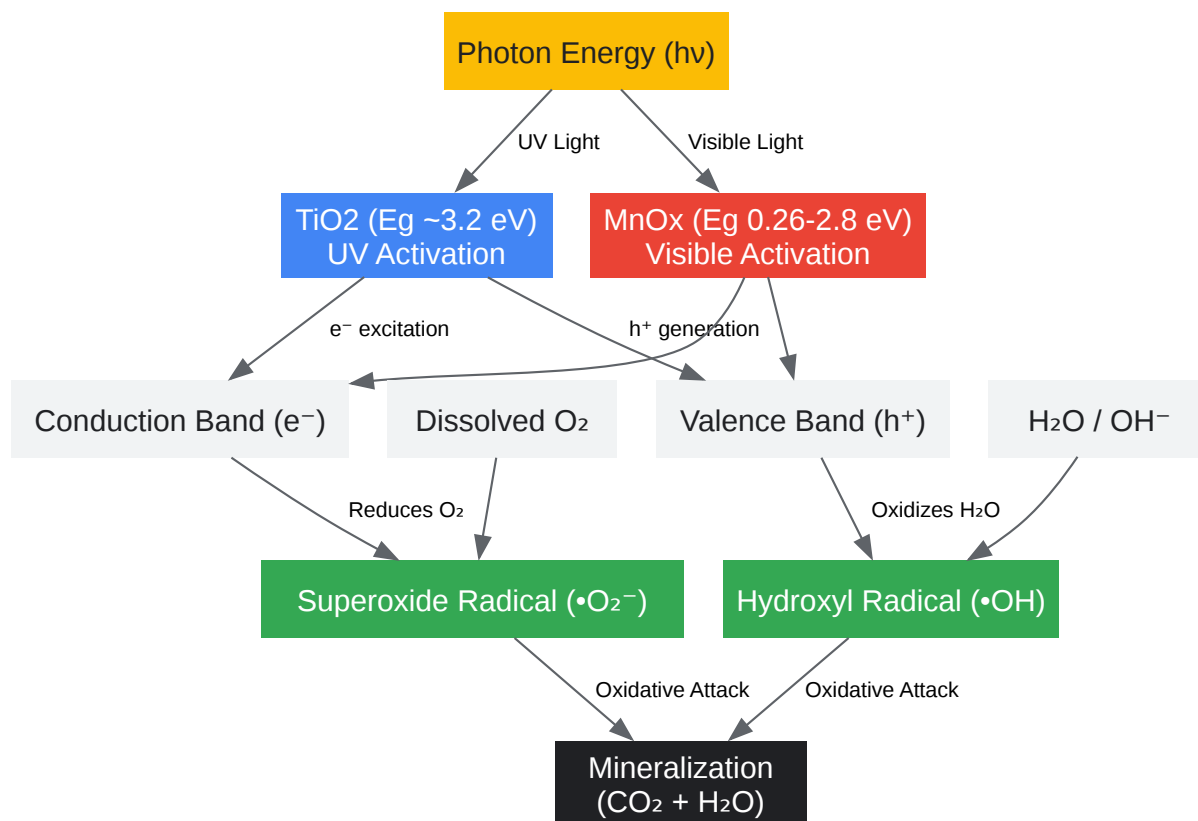 Photon Energy (hν)
UV Light
Visible Light
TiO2 (Eg ~3.2 eV)
UV Activation
MnOx (Eg 0.26-2.8 eV)
Visible Activation
e⁻ excitation
h⁺ generation
Conduction Band (e⁻)
Dissolved O₂
Valence Band (h⁺)
H₂O / OH⁻
Reduces O₂
Oxidizes H₂O
Superoxide Radical (•O₂⁻)
Hydroxyl Radical (•OH)
Oxidative Attack
Oxidative Attack
Mineralization
(CO₂ + H₂O)